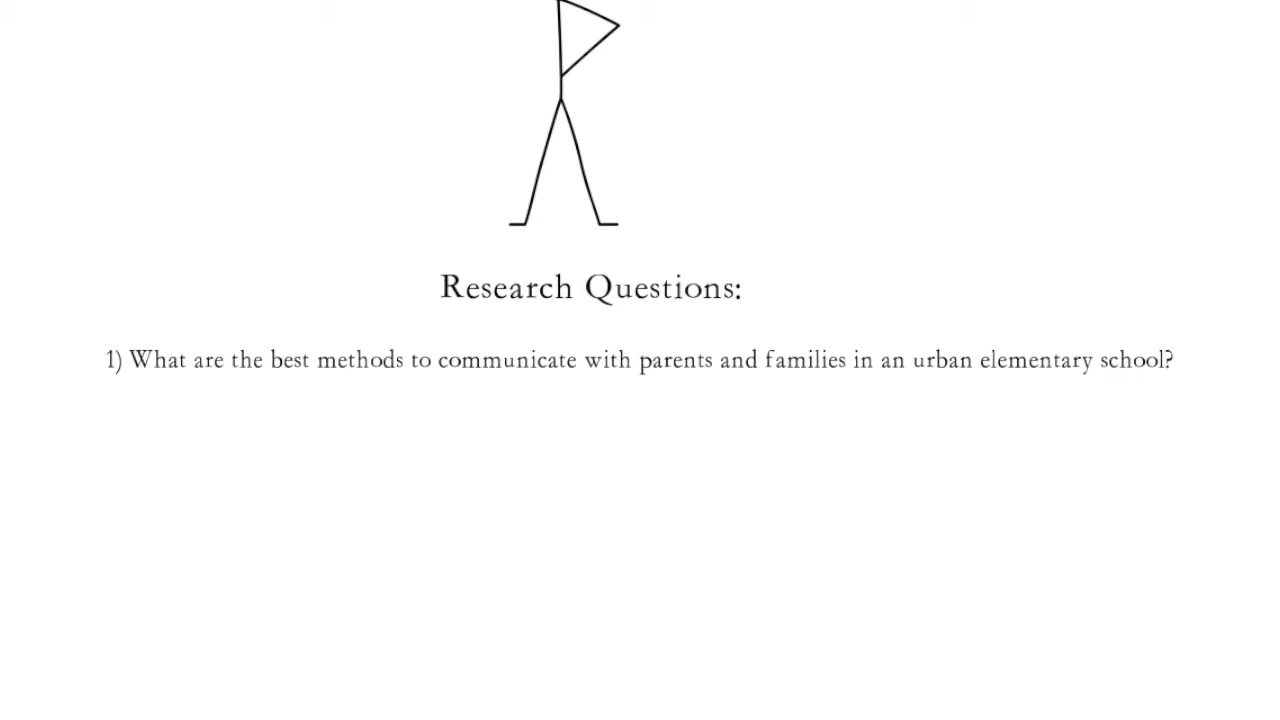 Research Questions:
1) What are the best methods to communicate with parents and families in an urban elementary school?